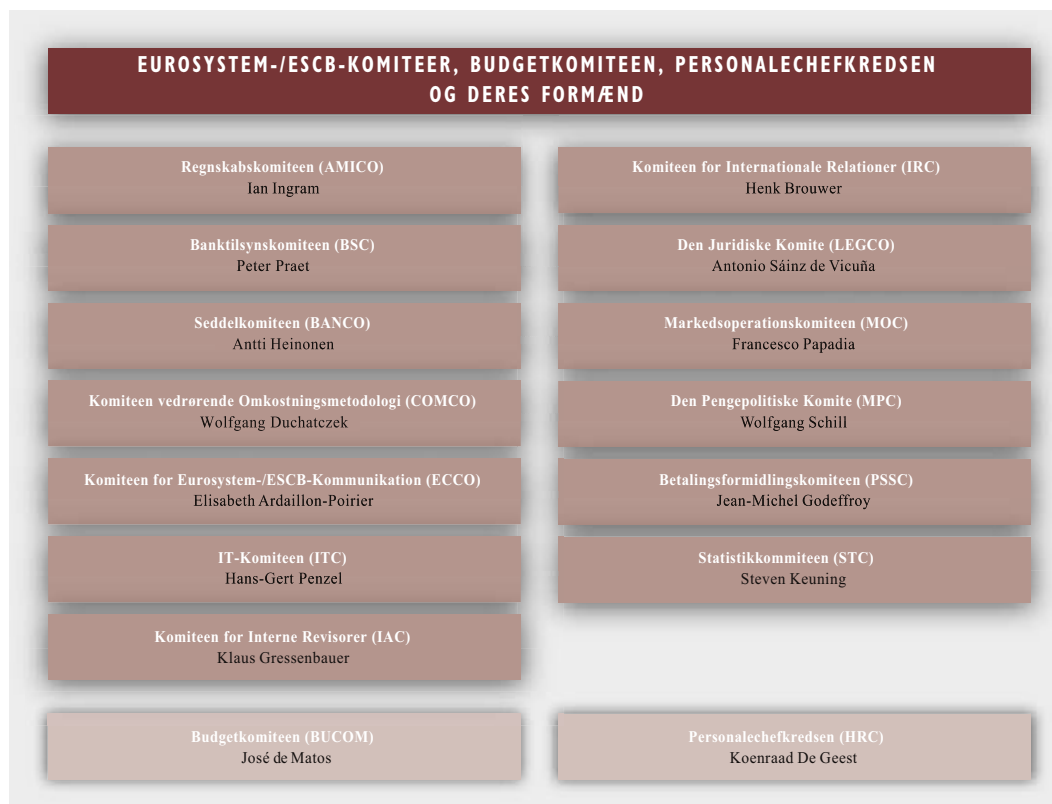 EUROSYSTEM-/ESCB-KOMITEER, BUDGETKOMITEEN, PERSONALECHEFKREDSEN
OG DERES FORMÆND
Regnskabskomiteen (AMICO)
Ian Ingram
Banktilsynskomiteen (BSC)
Peter Praet
Seddelkomiteen (BANCO)
Antti Heinonen
Komiteen vedrørende Omkostningsmetodologi (COMCO)
Wolfgang Duchatczek
Komiteen for Eurosystem-/ESCB-Kommunikation (ECCO)
Elisabeth Ardaillon-Poirier
IT-Komiteen (ITC)
Hans-Gert Penzel
Komiteen for Interne Revisorer (IAC)
Klaus Gressenbauer
Komiteen for Internationale Relationer (IRC)
Henk Brouwer
Den Juridiske Komite (LEGCO)
Antonio Sáinz de Vicuña
Markedsoperationskomiteen (MOC)
Francesco Papadia
Den Pengepolitiske Komite (MPC)
Wolfgang Schill
Betalingsformidlingskomiteen (PSSC)
Jean-Michel Godeffroy
Statistikkommiteen (STC)
Steven Keuning
Budgetkomiteen (BUCOM)
José de Matos
Personalechefkredsen (HRC)
Koenraad De Geest